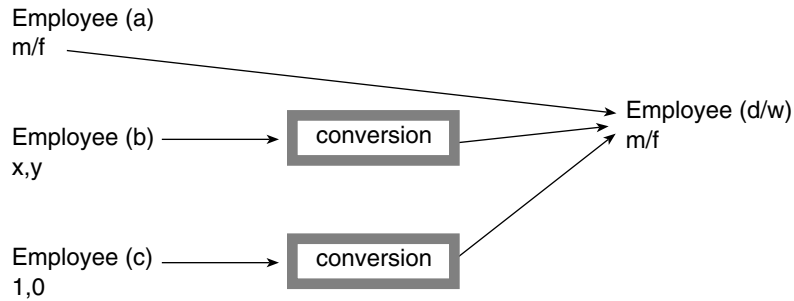 Employee (a)
m/f
Employee (b)
x,y
conversion
Employee (c)
1,0
conversion
Employee (d/w)
m/f